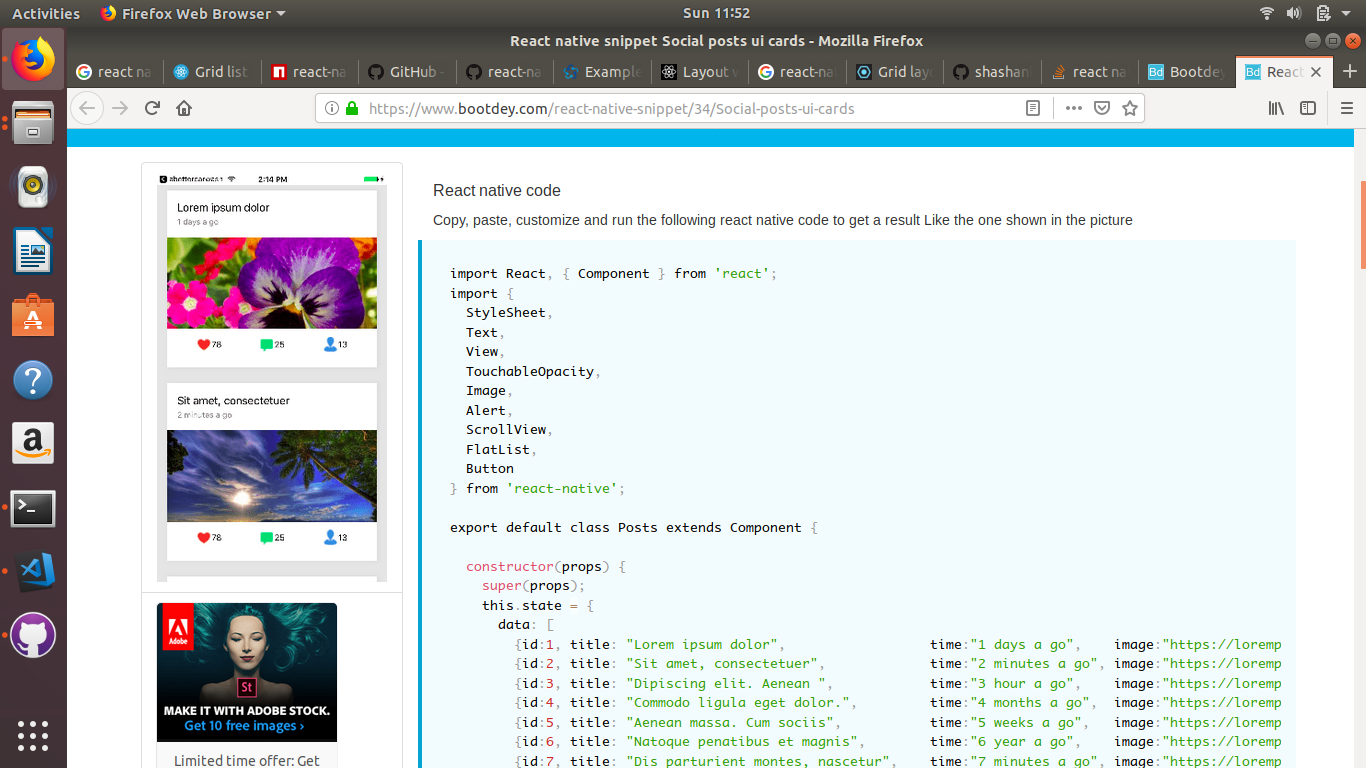 Activities Firefox Web Browser Sun 11:52
React native snippet Social posts ui cards - Mozilla Firefox
react na Grid list react-na GitHub - react-na Example Layout w react-na Grid layo shashan react na Bootdey React
https://www.bootdey.com/react-native-snippet/34/Social-posts-ui-cards
2:14 PM
Lorem ipsum dolor
1 days a go
78 25 13
Sit amet, consectetuer
2 minutes a go
78 25 13
Adobe
St
MAKE IT WITH ADOBE STOCK.
Get 10 free images ›
Limited time offer: Get
React native code
Copy, paste, customize and run the following react native code to get a result Like the one shown in the picture
import React, { Component } from 'react';
import {
StyleSheet,
Text,
View,
TouchableOpacity,
Image,
Alert,
ScrollView,
FlatList,
Button
} from 'react-native';
export default class Posts extends Component {
constructor(props) {
super(props);
this.state = {
data: [
{id:1, title: "Lorem ipsum dolor", time:"1 days a go", image:"https://loremp
{id:2, title: "Sit amet, consectetuer", time:"2 minutes a go", image:"https://loremp
{id:3, title: "Dipiscing elit. Aenean ", time:"3 hour a go", image:"https://loremp
{id:4, title: "Commodo ligula eget dolor.", time:"4 months a go", image:"https://loremp
{id:5, title: "Aenean massa. Cum sociis", time:"5 weeks a go", image:"https://loremp
{id:6, title: "Natoque penatibus et magnis", time:"6 year a go", image:"https://loremp
{id:7, title: "Dis parturient montes, nascetur", time:"7 minutes a go", image:"https://loremp